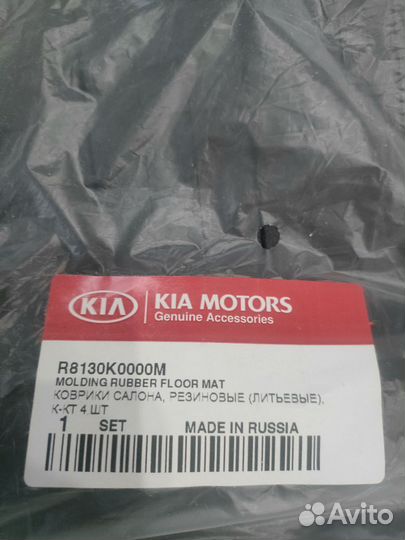 KIA
KIA MOTORS
Genuine Accessories
R8130K0000M
MOLDING RUBBER FLOOR MAT
КОВРИКИ САЛОНА, РЕЗИНОВЫЕ (ЛИТЬЕВЫЕ),
К-КТ 4 ШТ
1 SET MADE IN RUSSIA
Avito